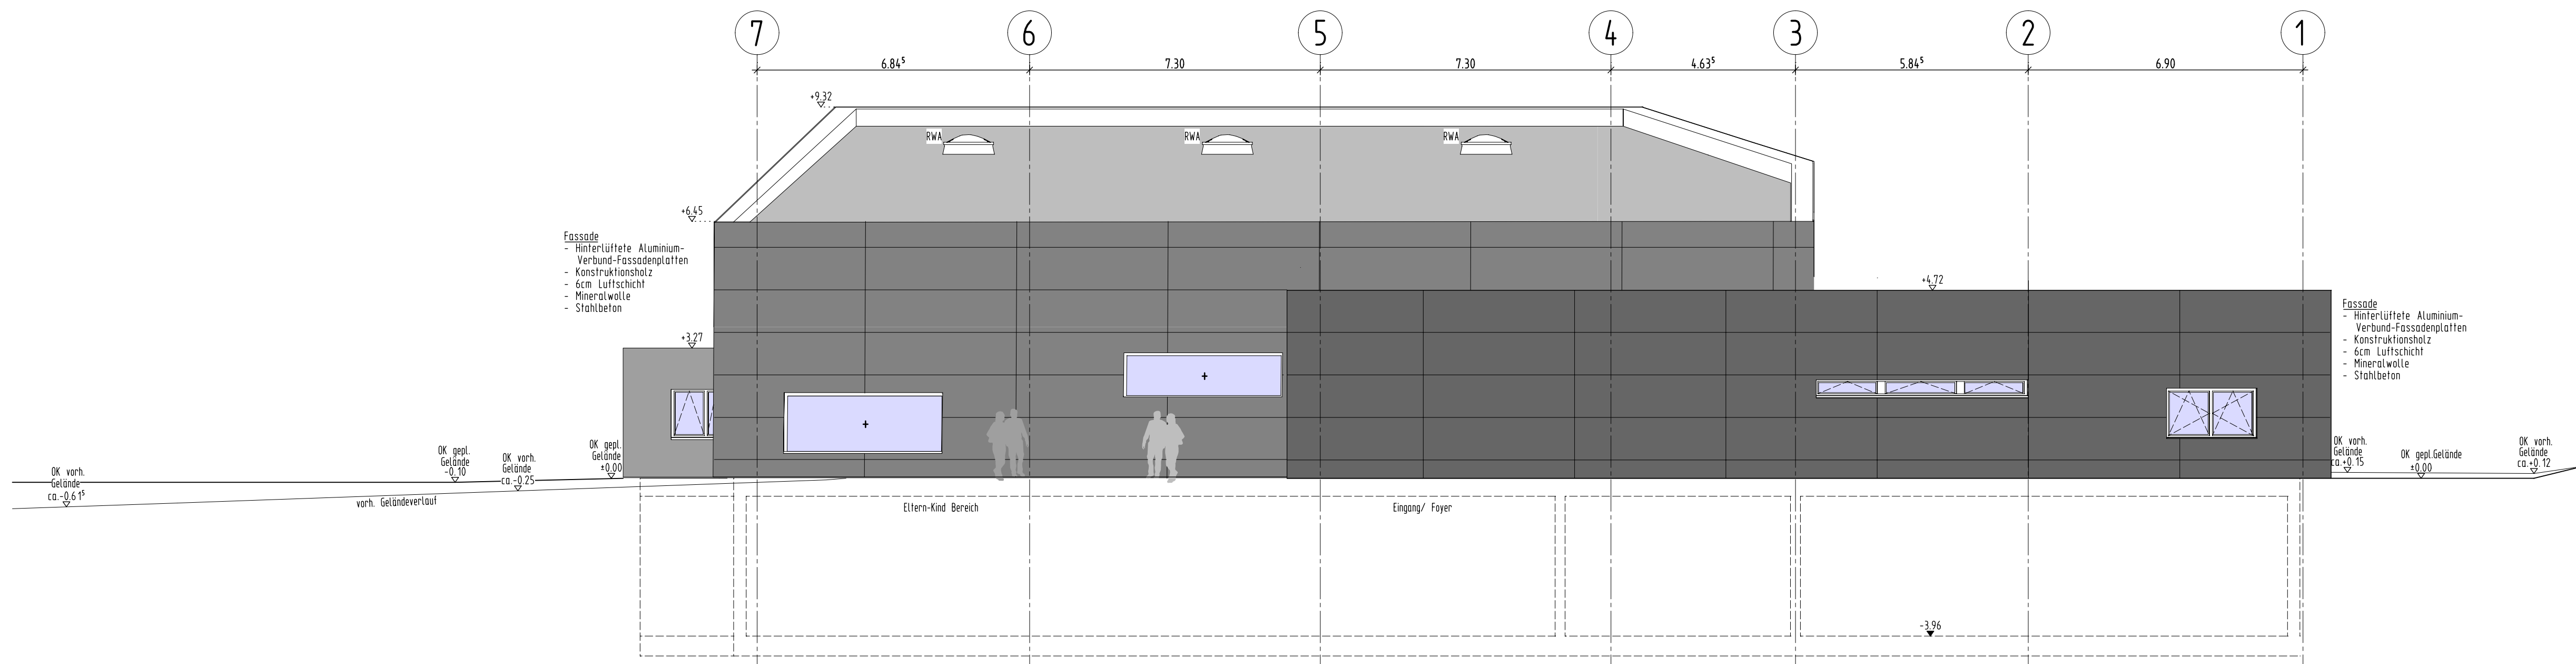 7
6
5
4
3
2
1
6.84⁵
7.30
7.30
4.63⁵
5.84⁵
6.90
+9.32
RWA
RWA
RWA
+6.45
Fassade
- Hinterlüftete Aluminium-
Verbund-Fassadenplatten
- Konstruktionsholz
- 6cm Luftschicht
- Mineralwolle
- Stahlbeton
+4.72
Fassade
- Hinterlüftete Aluminium-
Verbund-Fassadenplatten
- Konstruktionsholz
- 6cm Luftschicht
- Mineralwolle
- Stahlbeton
+3.27
OK vorh.
Gelände
ca.-0.61⁵
OK gepl.
Gelände
-0.10
OK vorh.
Gelände
ca.-0.25
OK gepl.
Gelände
±0.00
OK vorh.
Gelände
ca.+0.15
OK gepl.Gelände
±0.00
OK vorh.
Gelände
ca.+0.12
vorh. Geländeverlauf
Eltern-Kind Bereich
Eingang/ Foyer
-3.96